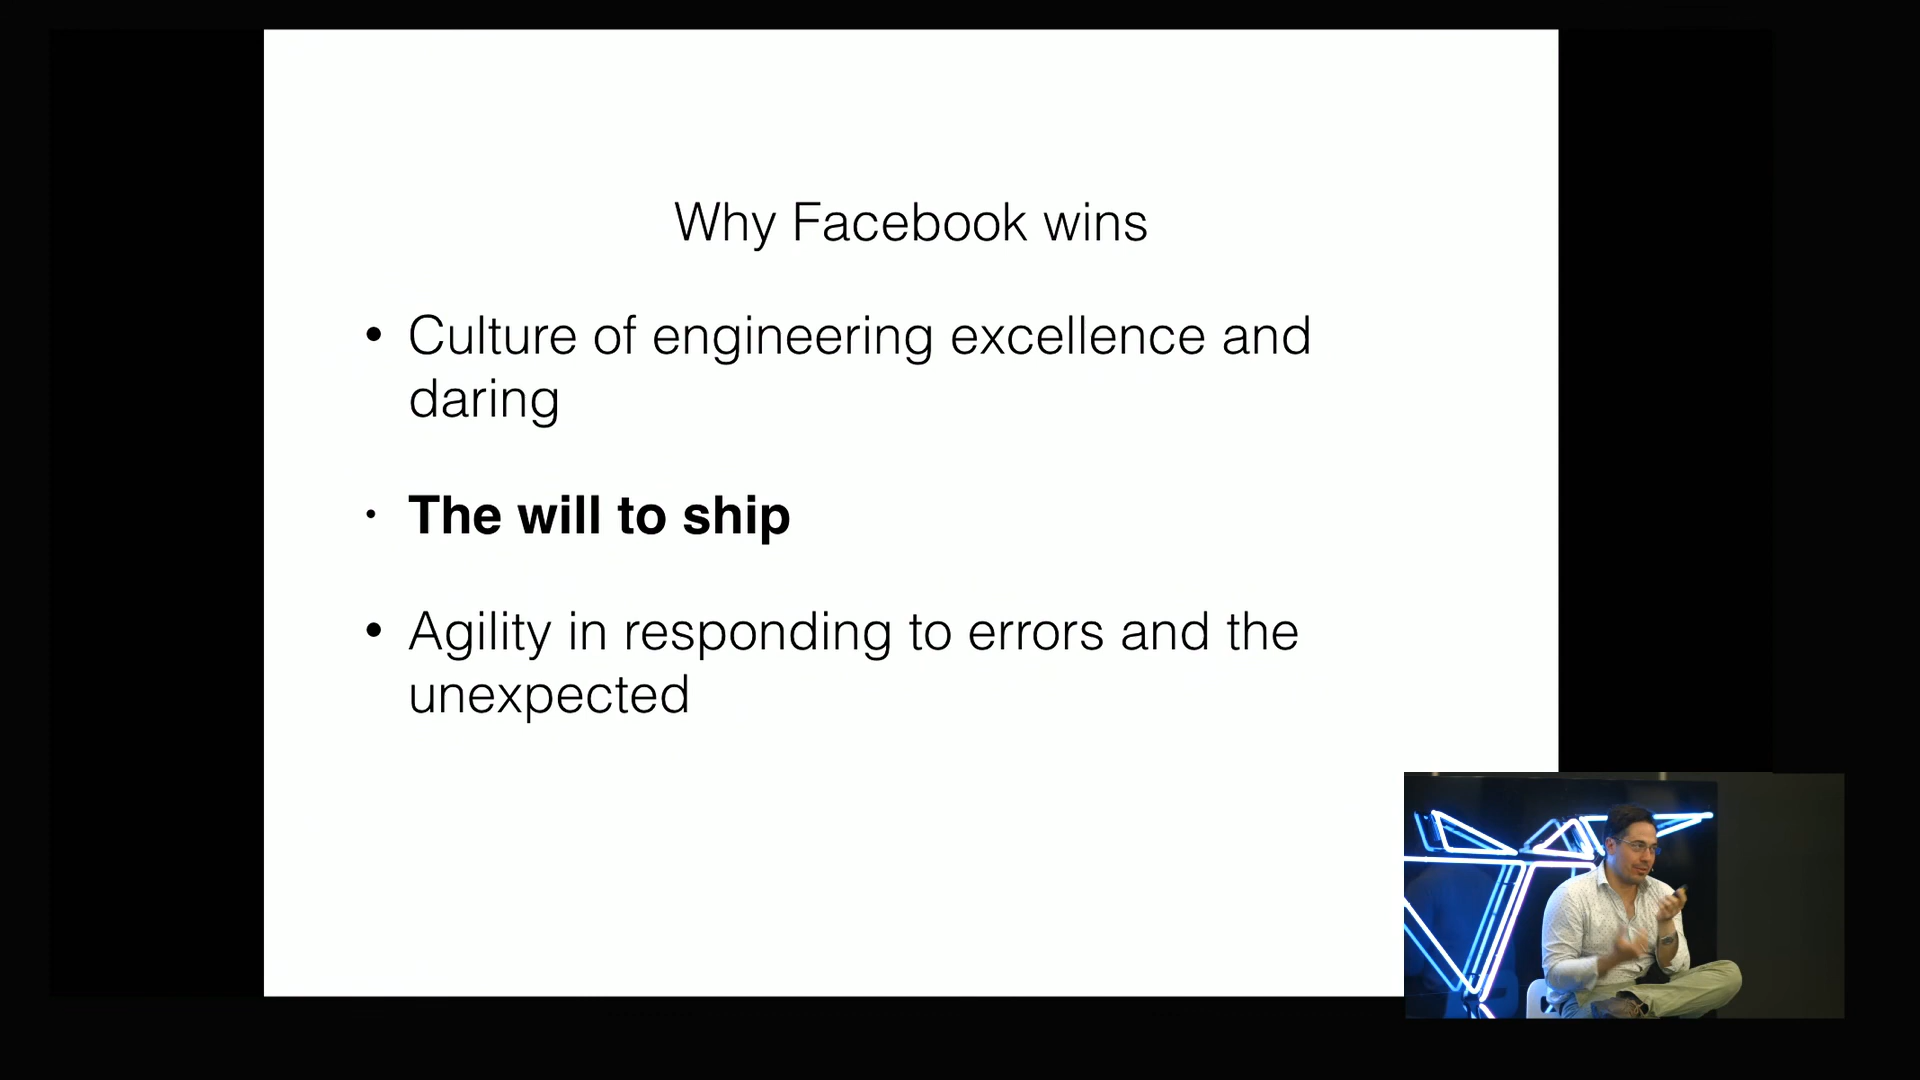 Why Facebook wins
• Culture of engineering excellence and
daring
• The will to ship
• Agility in responding to errors and the
unexpected